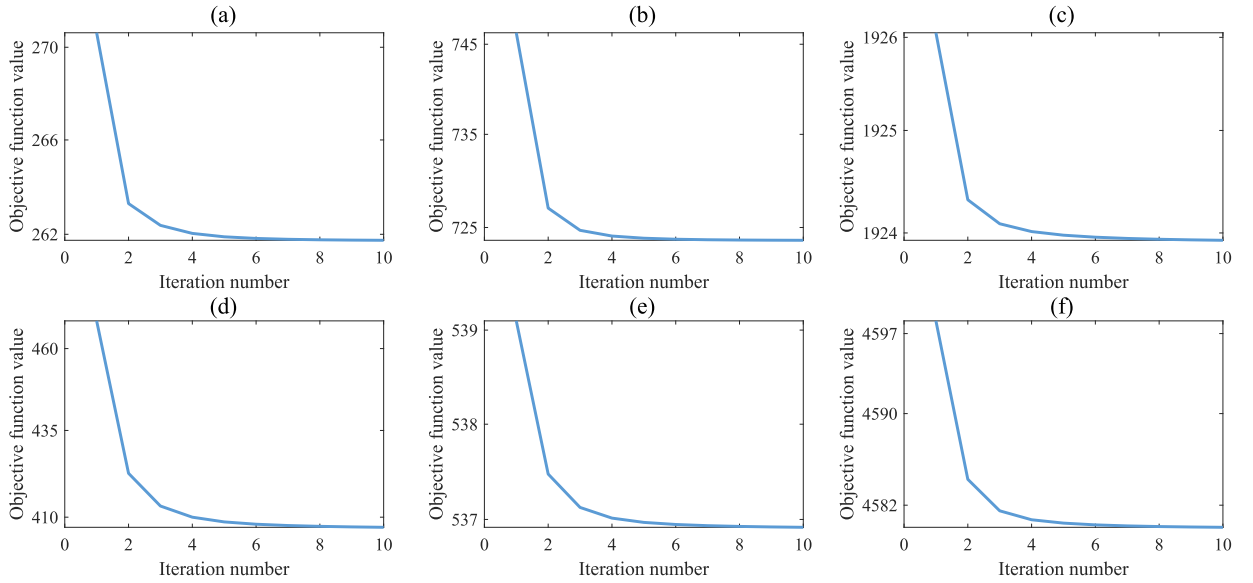 (a)
Objective function value
270
266
262
0 2 4 6 8 10
Iteration number
(b)
Objective function value
745
735
725
0 2 4 6 8 10
Iteration number
(c)
Objective function value
1926
1925
1924
0 2 4 6 8 10
Iteration number
(d)
Objective function value
460
435
410
0 2 4 6 8 10
Iteration number
(e)
Objective function value
539
538
537
0 2 4 6 8 10
Iteration number
(f)
Objective function value
4597
4590
4582
0 2 4 6 8 10
Iteration number